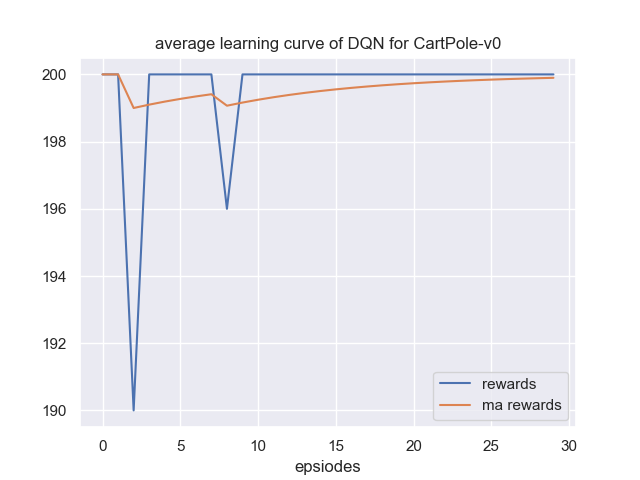 average learning curve of DQN for CartPole-v0
200
198
196
194
192
190
rewards
ma rewards
0 5 10 15 20 25 30
epsiodes